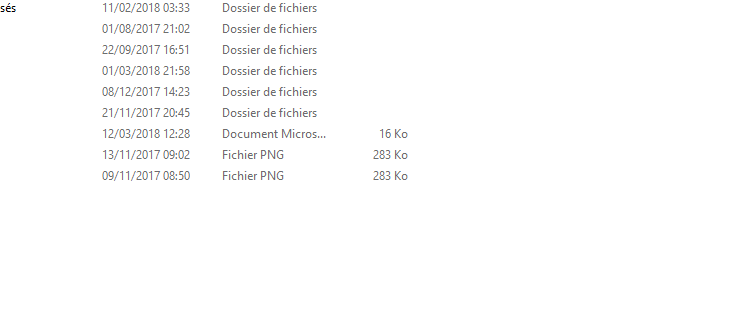 sés 11/02/2018 03:33 Dossier de fichiers
01/08/2017 21:02 Dossier de fichiers
22/09/2017 16:51 Dossier de fichiers
01/03/2018 21:58 Dossier de fichiers
08/12/2017 14:23 Dossier de fichiers
21/11/2017 20:45 Dossier de fichiers
12/03/2018 12:28 Document Micros... 16 Ko
13/11/2017 09:02 Fichier PNG 283 Ko
09/11/2017 08:50 Fichier PNG 283 Ko